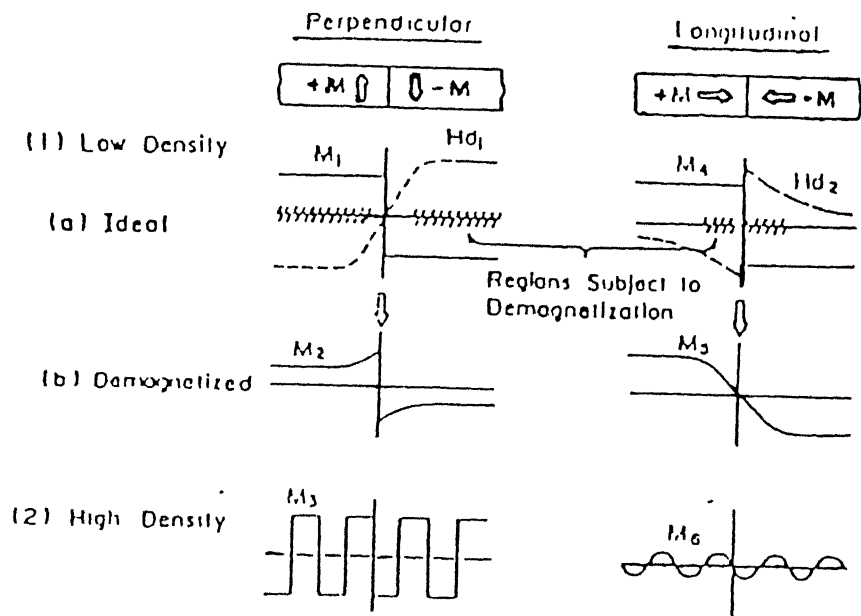 Perpendicular
Longitudinal
+M
-M
+M
-M
(1) Low Density
M₁
Hd₁
M₄
Hd₂
(a) Ideal
Regions Subject to
Demagnetization
M₂
M₅
(b) Damagnetized
M₃
(2) High Density
M₆